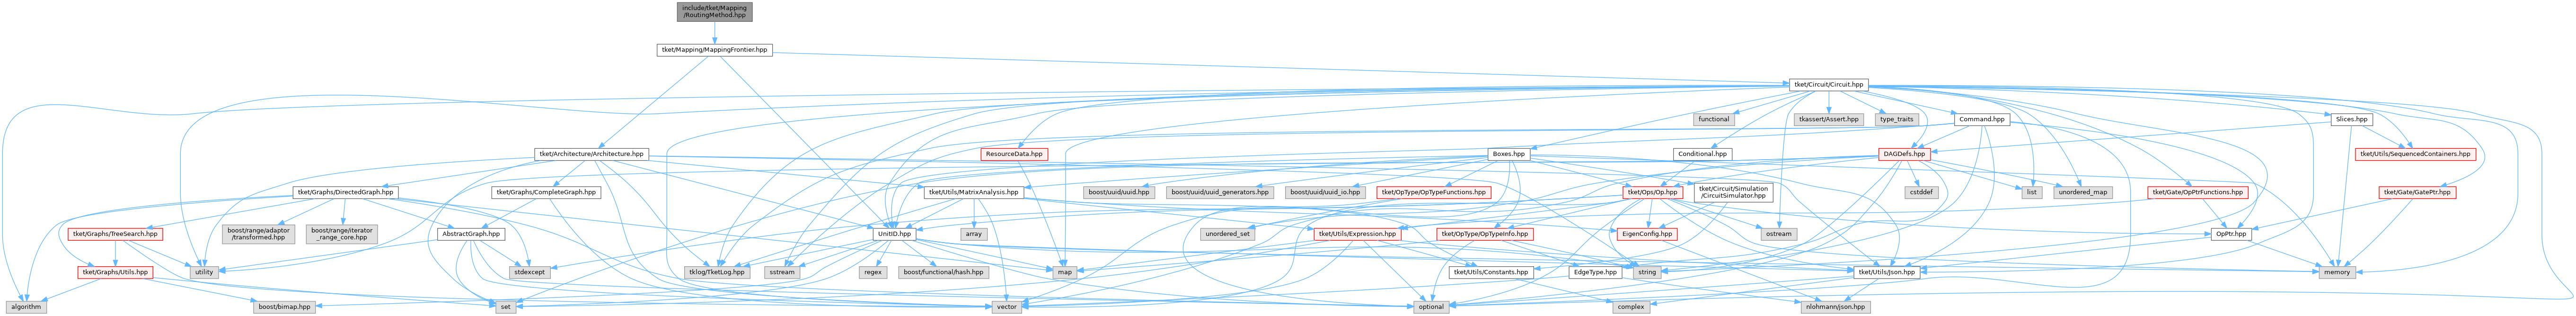 include/tket/Mapping
/RoutingMethod.hpp
tket/Mapping/MappingFrontier.hpp
tket/Circuit/Circuit.hpp
functional
tkassert/Assert.hpp
type_traits
Command.hpp
Slices.hpp
tket/Architecture/Architecture.hpp
ResourceData.hpp
Boxes.hpp
Conditional.hpp
DAGDefs.hpp
tket/Utils/SequencedContainers.hpp
tket/Graphs/DirectedGraph.hpp
tket/Graphs/CompleteGraph.hpp
tket/Utils/MatrixAnalysis.hpp
boost/uuid/uuid.hpp
boost/uuid/uuid_generators.hpp
boost/uuid/uuid_io.hpp
tket/OpType/OpTypeFunctions.hpp
tket/Ops/Op.hpp
tket/Circuit/Simulation
/CircuitSimulator.hpp
cstddef
list
unordered_map
tket/Gate/OpPtrFunctions.hpp
tket/Gate/GatePtr.hpp
tket/Graphs/TreeSearch.hpp
boost/range/adaptor
/transformed.hpp
boost/range/iterator
_range_core.hpp
AbstractGraph.hpp
UnitID.hpp
array
unordered_set
tket/Utils/Expression.hpp
tket/OpType/OpTypeInfo.hpp
EigenConfig.hpp
ostream
OpPtr.hpp
tket/Graphs/Utils.hpp
utility
stdexcept
tklog/TketLog.hpp
sstream
regex
boost/functional/hash.hpp
map
tket/Utils/Constants.hpp
EdgeType.hpp
string
tket/Utils/Json.hpp
memory
algorithm
boost/bimap.hpp
set
vector
optional
complex
nlohmann/json.hpp